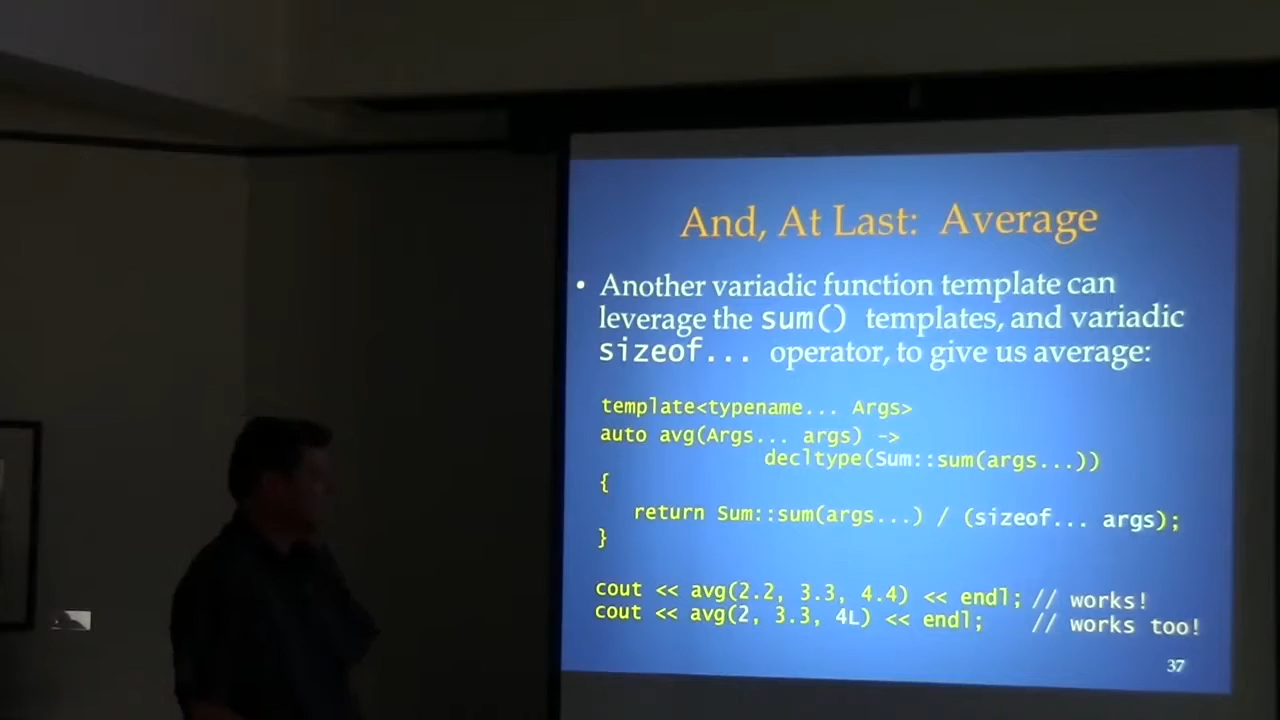 And, At Last: Average
• Another variadic function template can
leverage the sum() templates, and variadic
sizeof... operator, to give us average:
template<typename... Args>
auto avg(Args... args) ->
decltype(Sum::sum(args...))
{
return Sum::sum(args...) / (sizeof... args);
}
cout << avg(2.2, 3.3, 4.4) << endl; // works!
cout << avg(2, 3.3, 4L) << endl; // works too!
37